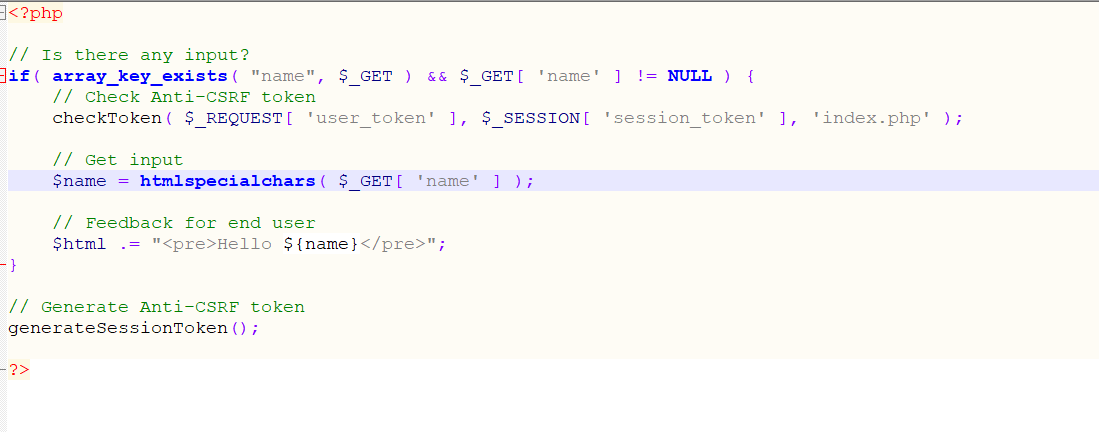 <?php
// Is there any input?
if( array_key_exists( "name", $_GET ) && $_GET[ 'name' ] != NULL ) {
// Check Anti-CSRF token
checkToken( $_REQUEST[ 'user_token' ], $_SESSION[ 'session_token' ], 'index.php' );
// Get input
$name = htmlspecialchars( $_GET[ 'name' ] );
// Feedback for end user
$html .= "<pre>Hello ${name}</pre>";
}
// Generate Anti-CSRF token
generateSessionToken();
?>